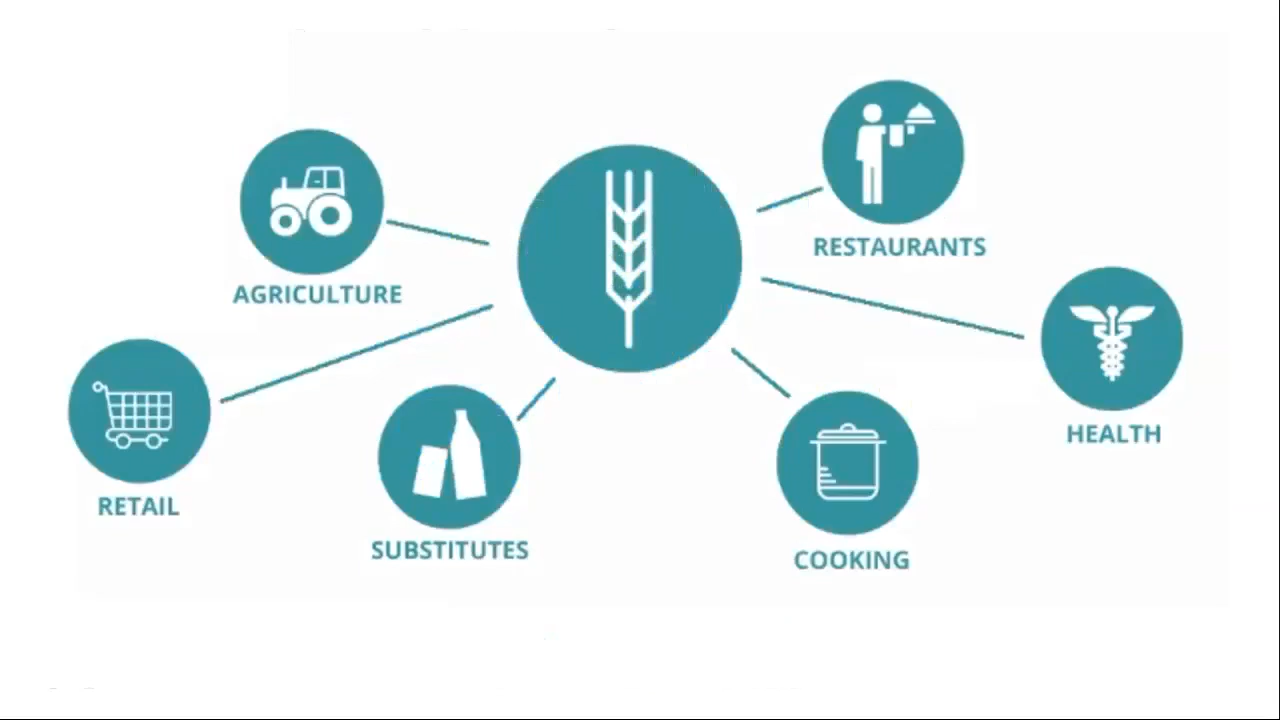 RESTAURANTS
AGRICULTURE
HEALTH
RETAIL
SUBSTITUTES
COOKING